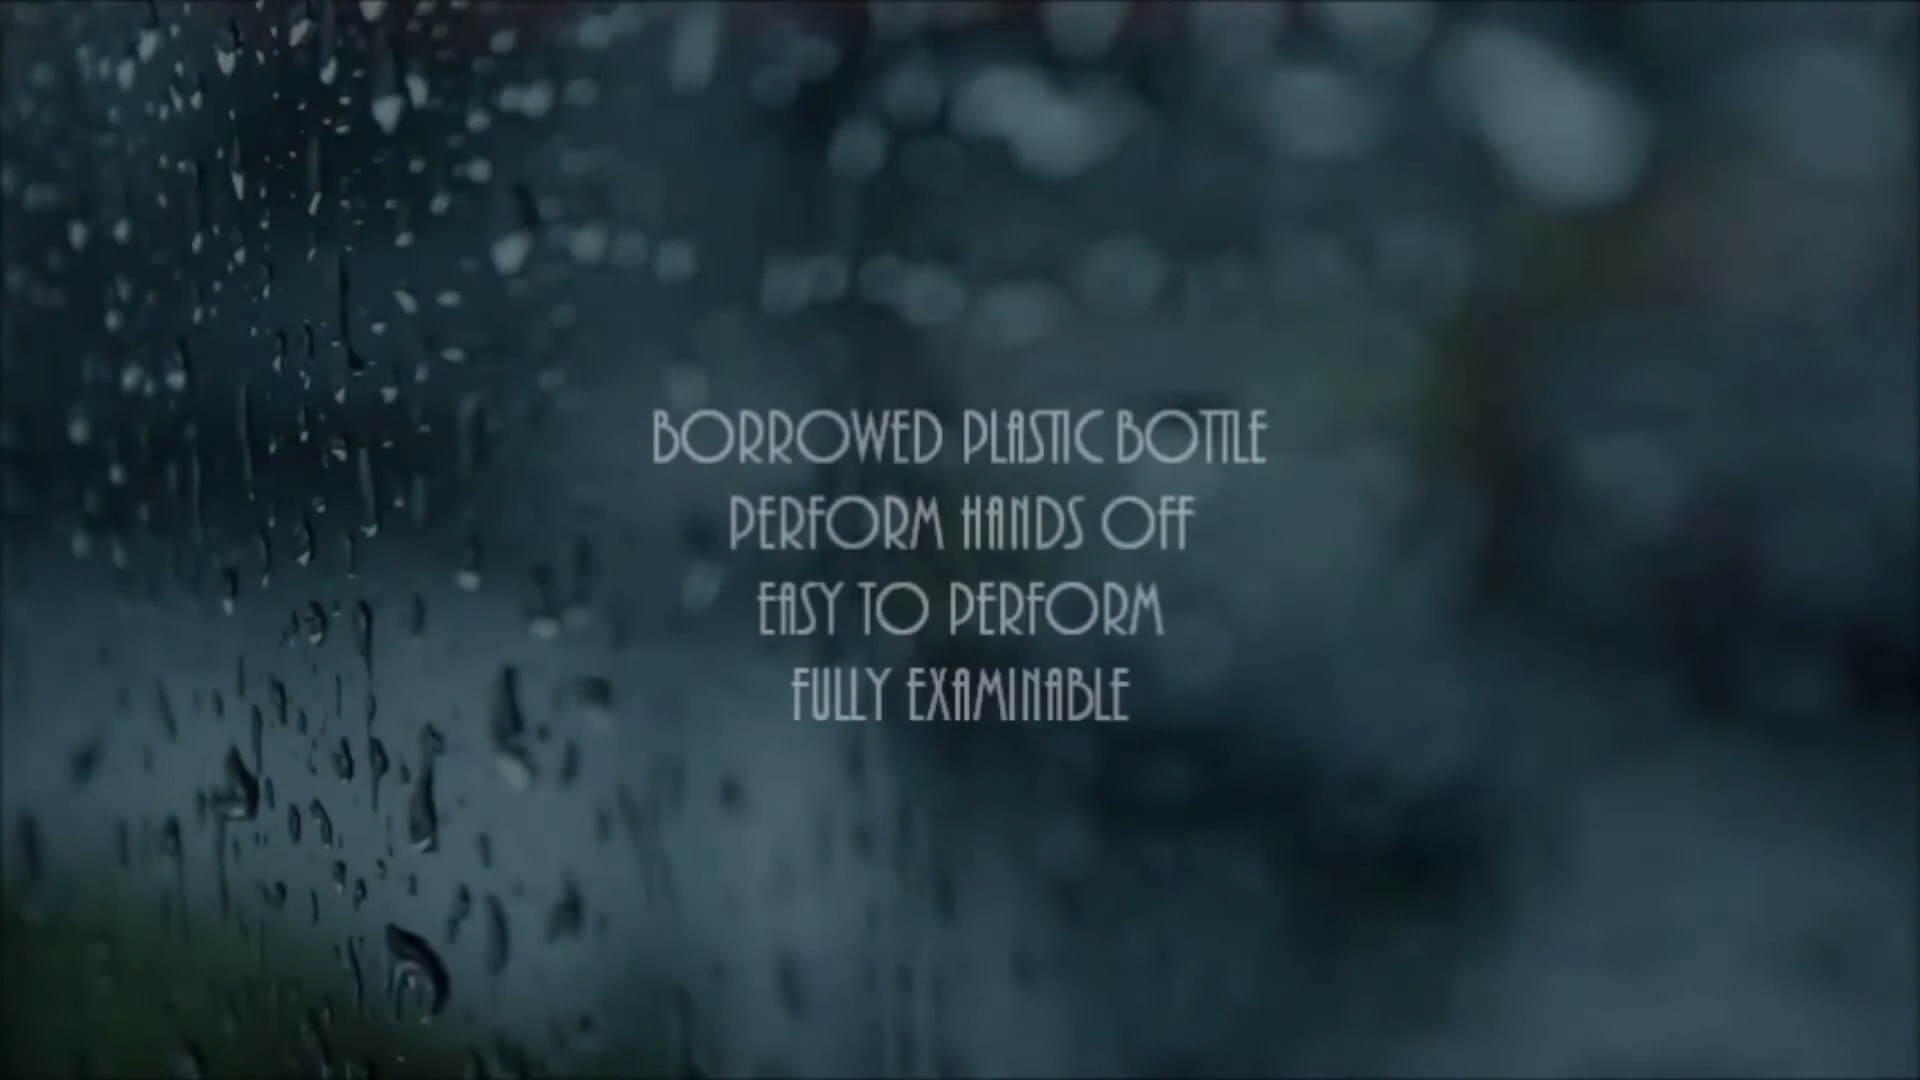 BORROWED PLASTIC BOTTLE
PERFORM HANDS OFF
EASY TO PERFORM
FULLY EXAMINABLE